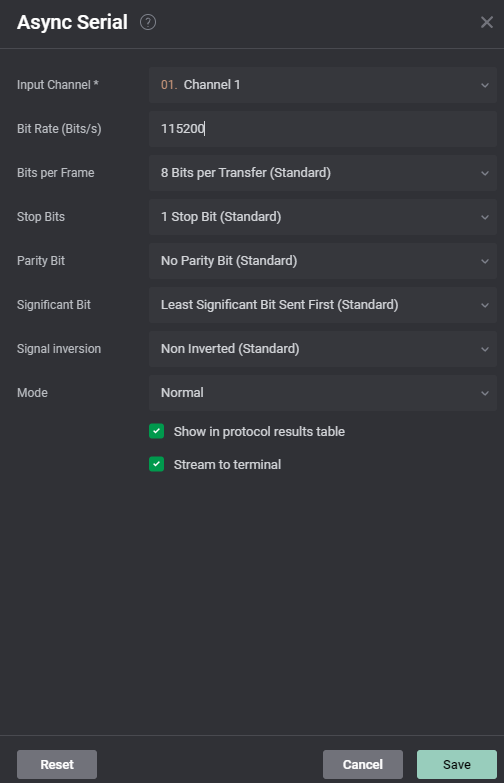 Async Serial ?
Input Channel * 01. Channel 1
Bit Rate (Bits/s) 115200
Bits per Frame 8 Bits per Transfer (Standard)
Stop Bits 1 Stop Bit (Standard)
Parity Bit No Parity Bit (Standard)
Significant Bit Least Significant Bit Sent First (Standard)
Signal inversion Non Inverted (Standard)
Mode Normal
Show in protocol results table
Stream to terminal
Reset Cancel Save